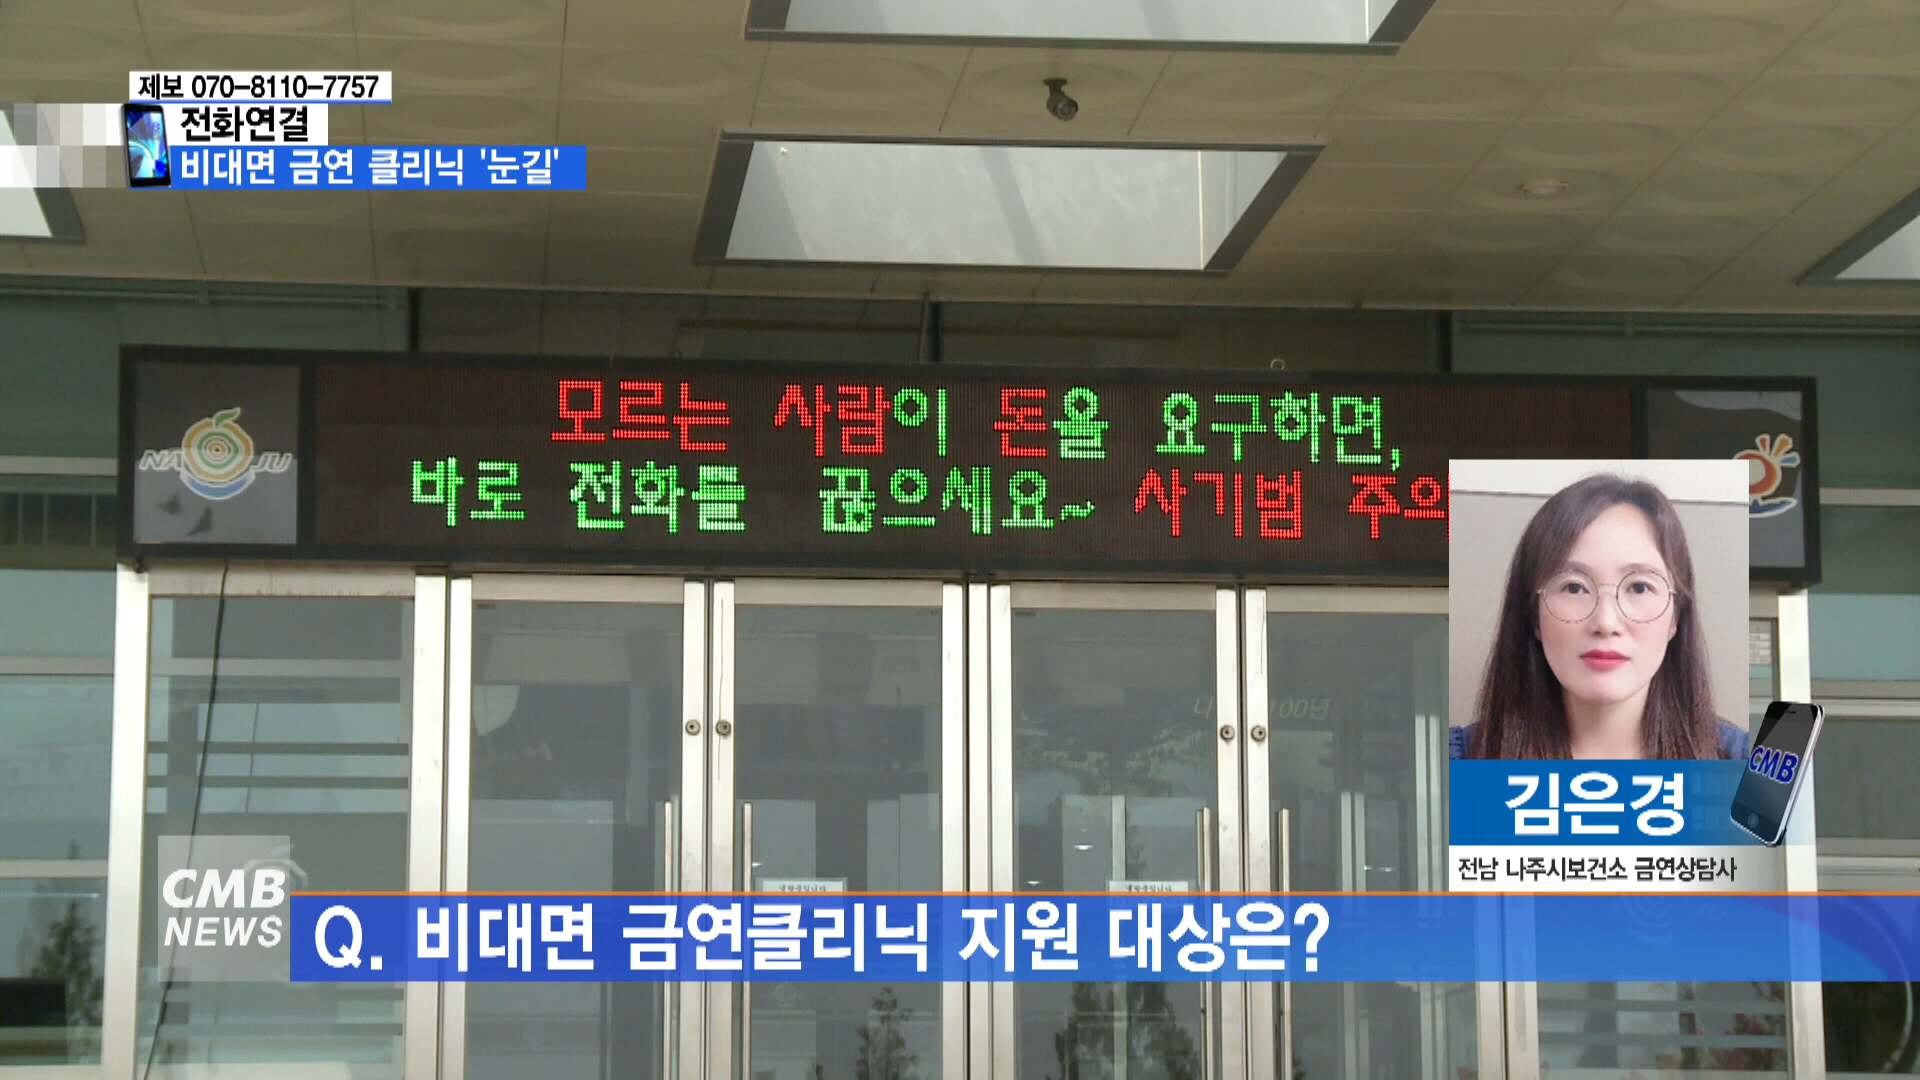 제보 070-8110-7757
전화연결
비대면 금연 클리닉 '눈길'
모르는 사람이 돈을 요구하면,
바로 전화를 끊으세요~ 사기범 주의
NAJU
CMB
김은경
전남 나주시보건소 금연상담사
CMB
NEWS
Q. 비대면 금연클리닉 지원 대상은?